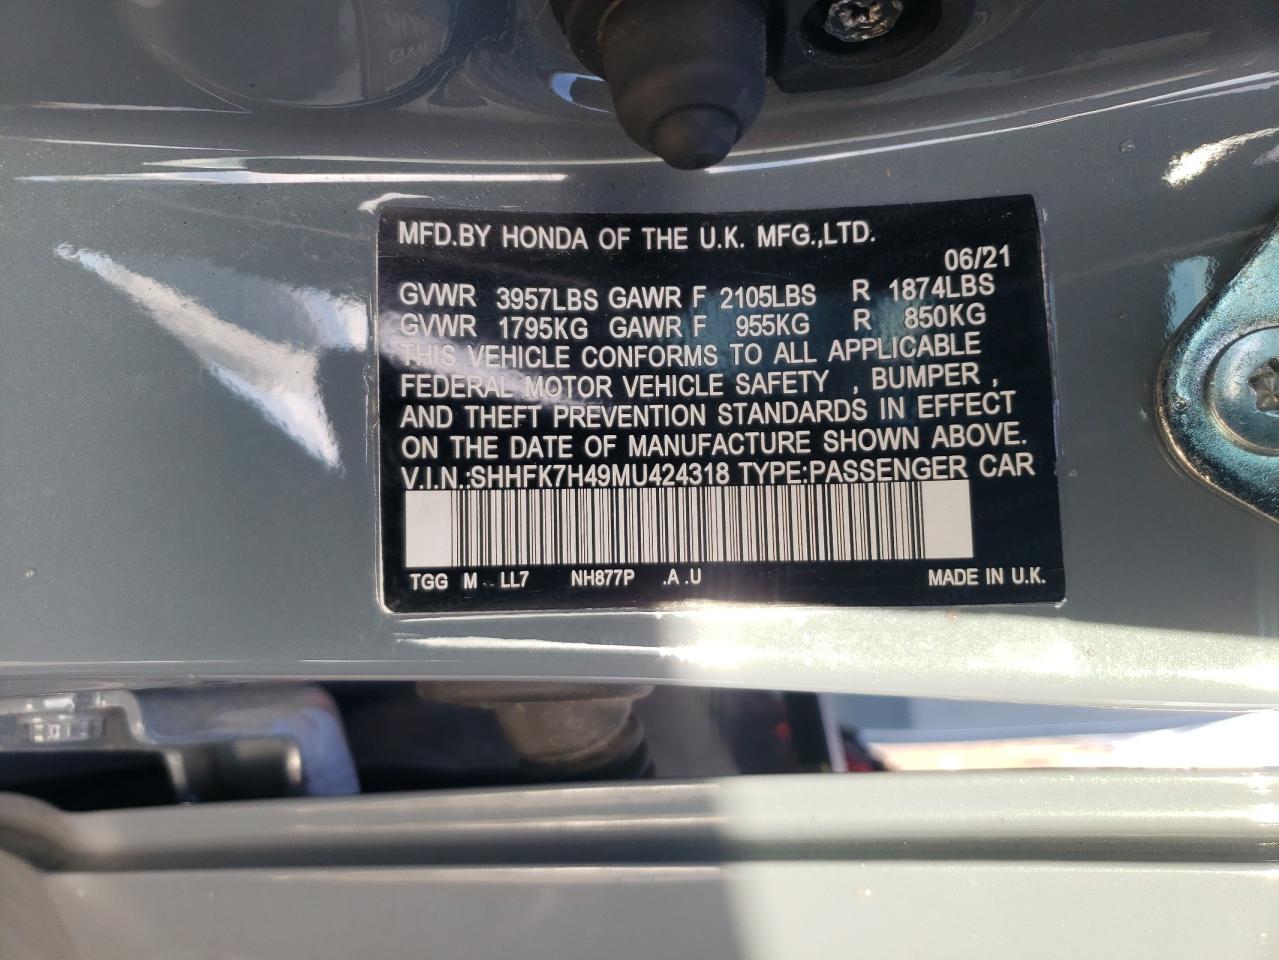 MFD.BY HONDA OF THE U.K. MFG.,LTD.
06/21
GVWR 3957LBS GAWR F 2105LBS R 1874LBS
GVWR 1795KG GAWR F 955KG R 850KG
THIS VEHICLE CONFORMS TO ALL APPLICABLE
FEDERAL MOTOR VEHICLE SAFETY , BUMPER ,
AND THEFT PREVENTION STANDARDS IN EFFECT
ON THE DATE OF MANUFACTURE SHOWN ABOVE.
V.I.N.:SHHFK7H49MU424318 TYPE:PASSENGER CAR
TGG M LL7 NH877P .A .U MADE IN U.K.